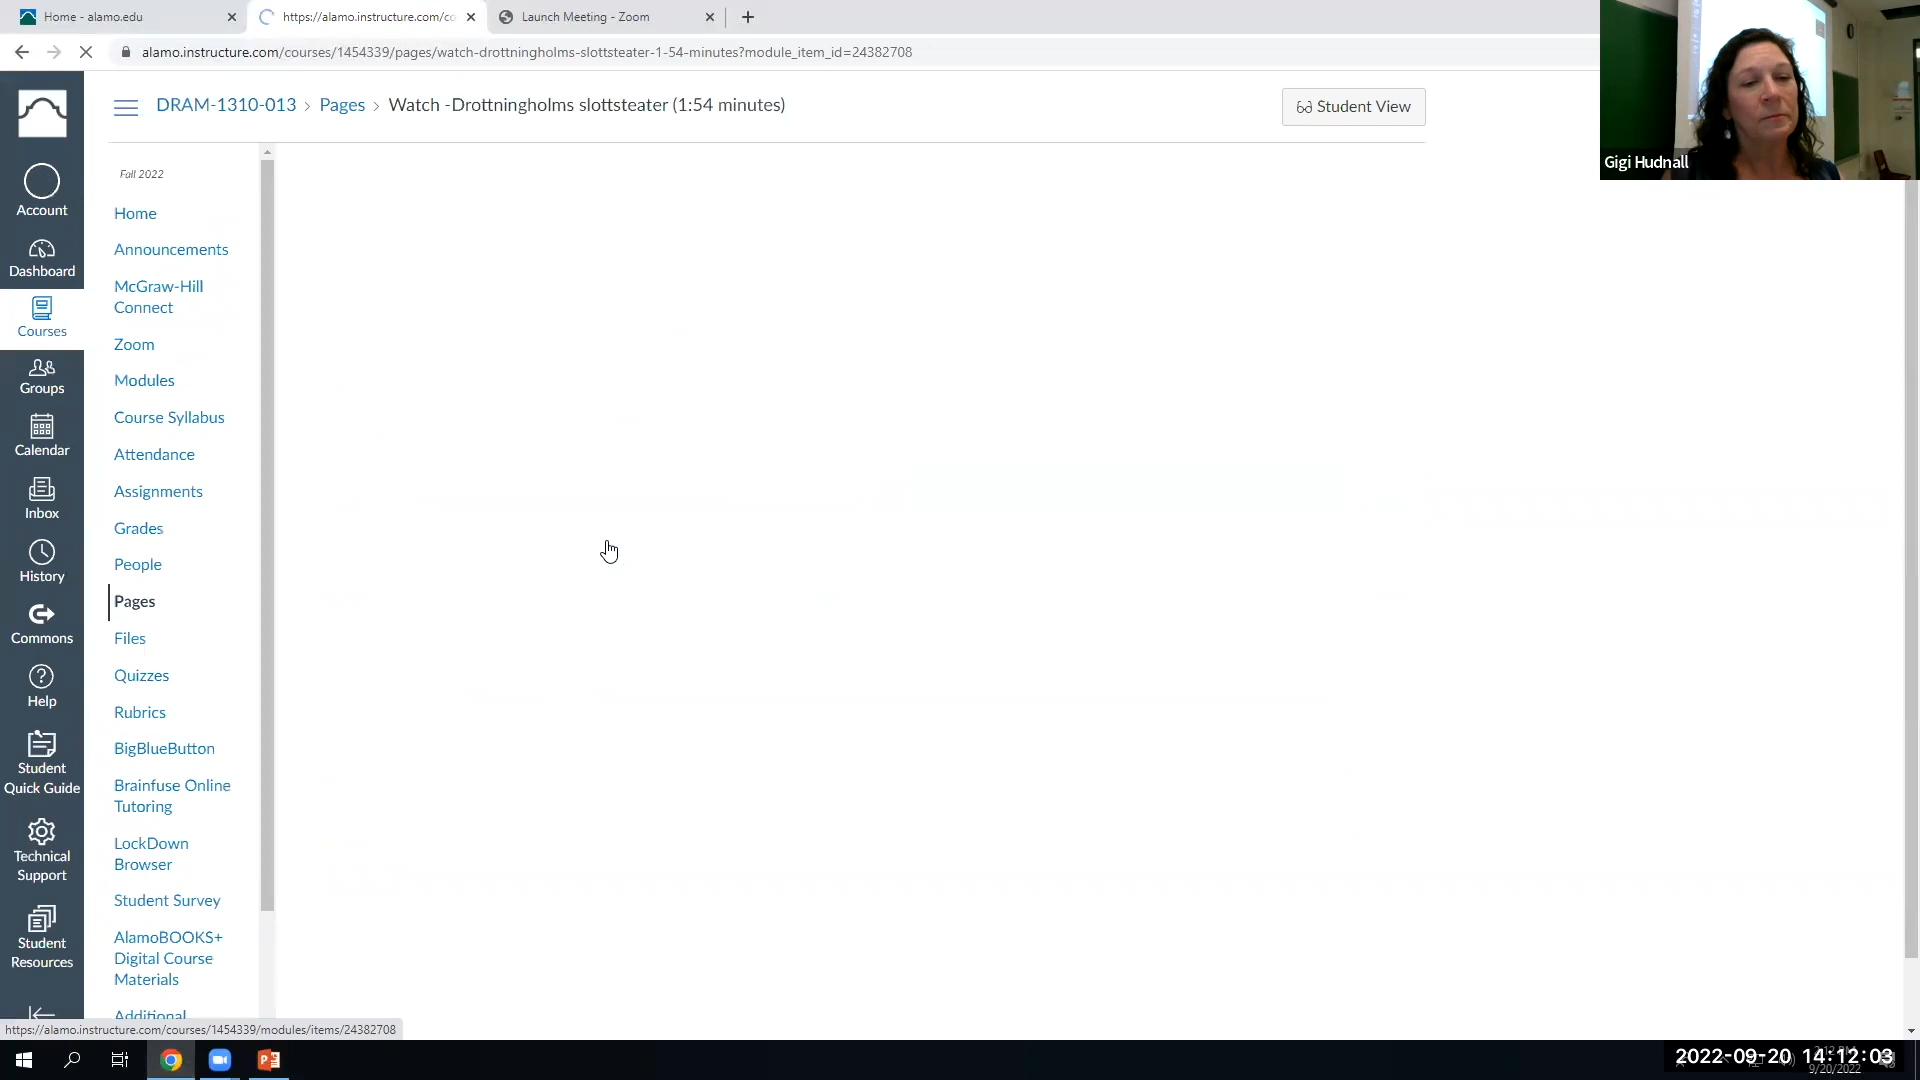 Home - alamo.edu
https://alamo.instructure.com/co
Launch Meeting - Zoom
alamo.instructure.com/courses/1454339/pages/watch-drottningholms-slottsteater-1-54-minutes?module_item_id=24382708
DRAM-1310-013 › Pages › Watch -Drottningholms slottsteater (1:54 minutes)
Student View
Gigi Hudnall
Account
Dashboard
Courses
Groups
Calendar
Inbox
History
Commons
Help
Student
Quick Guide
Technical
Support
Student
Resources
Fall 2022
Home
Announcements
McGraw-Hill
Connect
Zoom
Modules
Course Syllabus
Attendance
Assignments
Grades
People
Pages
Files
Quizzes
Rubrics
BigBlueButton
Brainfuse Online
Tutoring
LockDown
Browser
Student Survey
AlamoBOOKS+
Digital Course
Materials
Additional
https://alamo.instructure.com/courses/1454339/modules/items/24382708
2022-09-20 14:12:03
9/20/2022